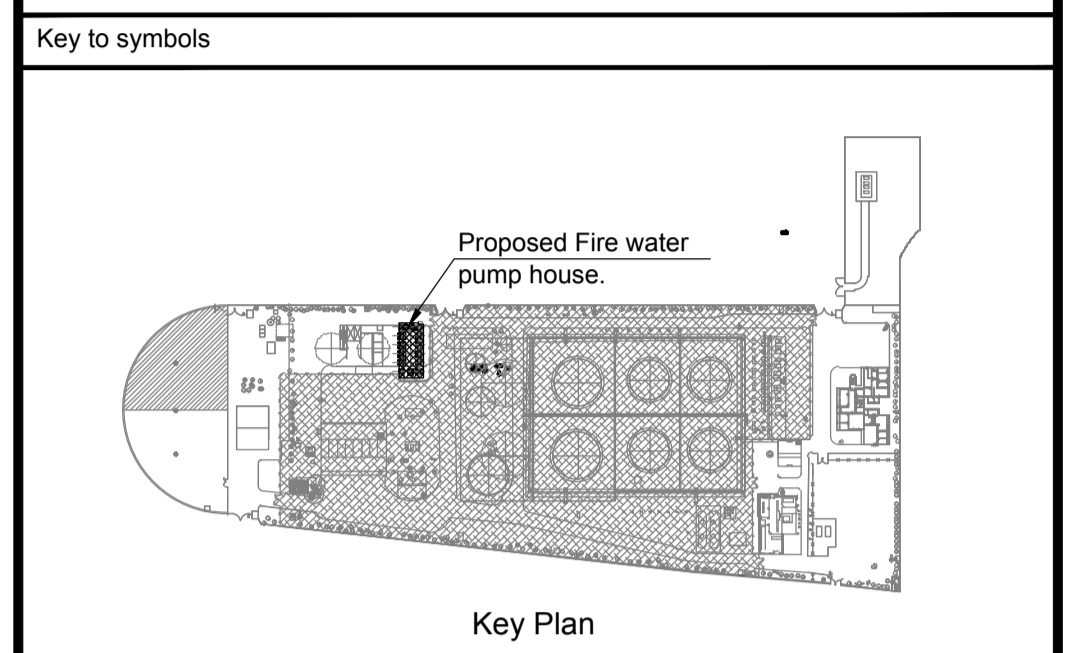 Key to symbols
Proposed Fire water
pump house.
Key Plan